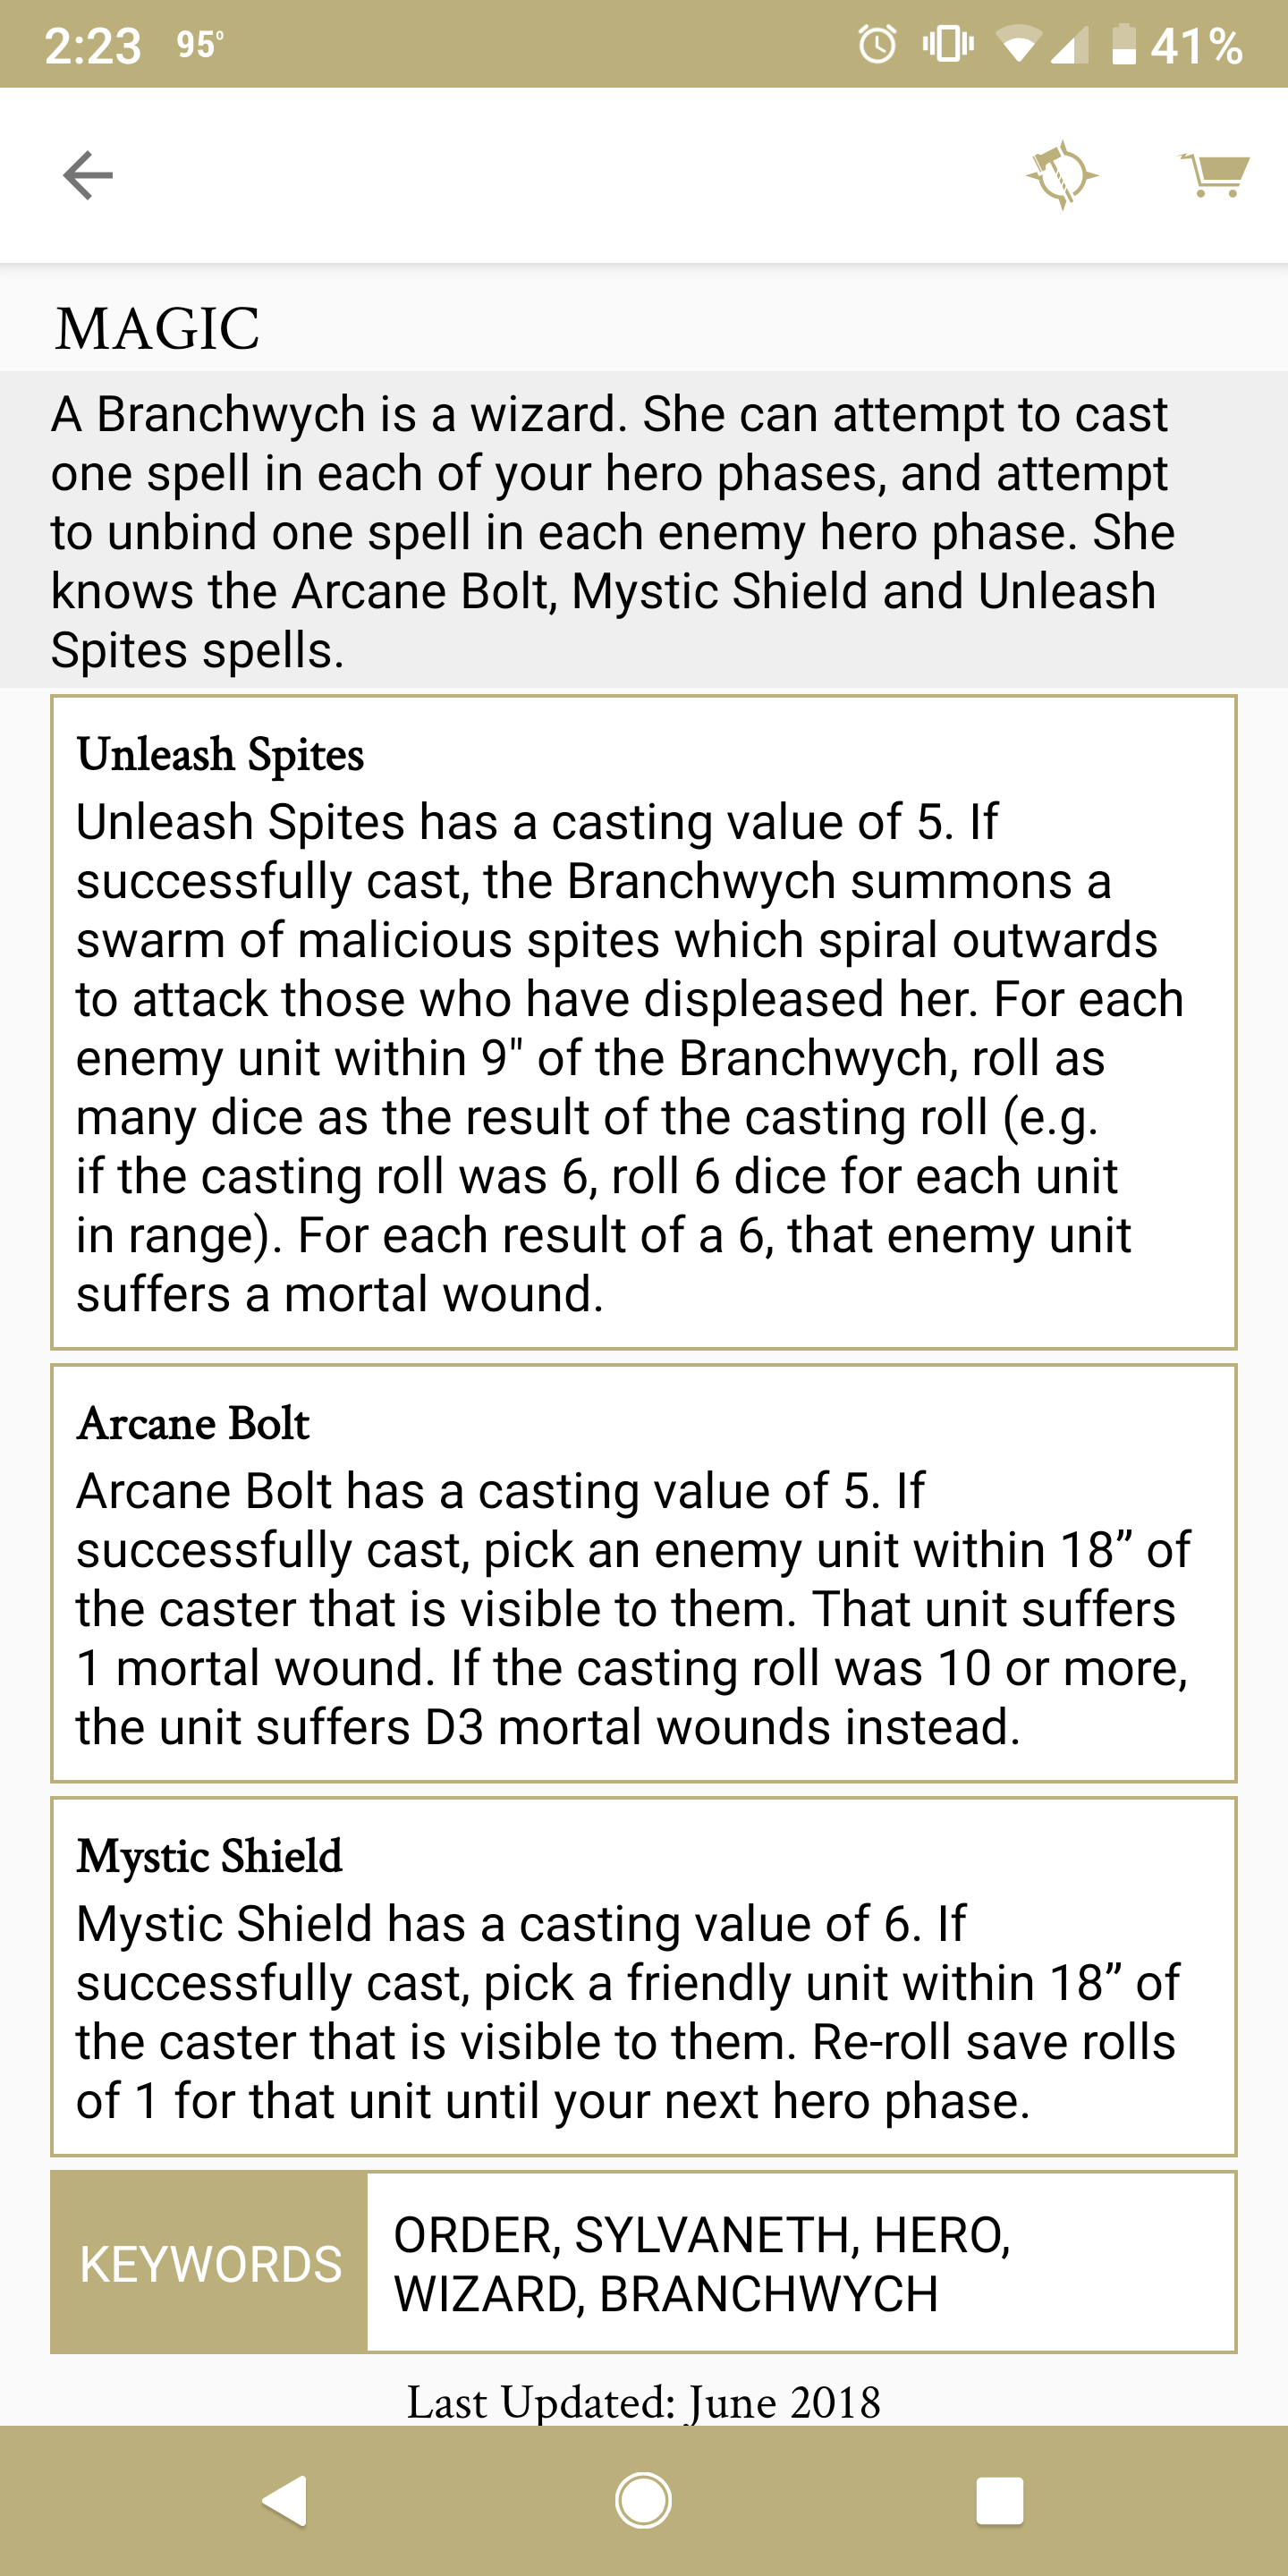 2:23 95°
41%
MAGIC
A Branchwych is a wizard. She can attempt to cast
one spell in each of your hero phases, and attempt
to unbind one spell in each enemy hero phase. She
knows the Arcane Bolt, Mystic Shield and Unleash
Spites spells.
Unleash Spites
Unleash Spites has a casting value of 5. If
successfully cast, the Branchwych summons a
swarm of malicious spites which spiral outwards
to attack those who have displeased her. For each
enemy unit within 9" of the Branchwych, roll as
many dice as the result of the casting roll (e.g.
if the casting roll was 6, roll 6 dice for each unit
in range). For each result of a 6, that enemy unit
suffers a mortal wound.
Arcane Bolt
Arcane Bolt has a casting value of 5. If
successfully cast, pick an enemy unit within 18” of
the caster that is visible to them. That unit suffers
1 mortal wound. If the casting roll was 10 or more,
the unit suffers D3 mortal wounds instead.
Mystic Shield
Mystic Shield has a casting value of 6. If
successfully cast, pick a friendly unit within 18” of
the caster that is visible to them. Re-roll save rolls
of 1 for that unit until your next hero phase.
KEYWORDS
ORDER, SYLVANETH, HERO,
WIZARD, BRANCHWYCH
Last Updated: June 2018